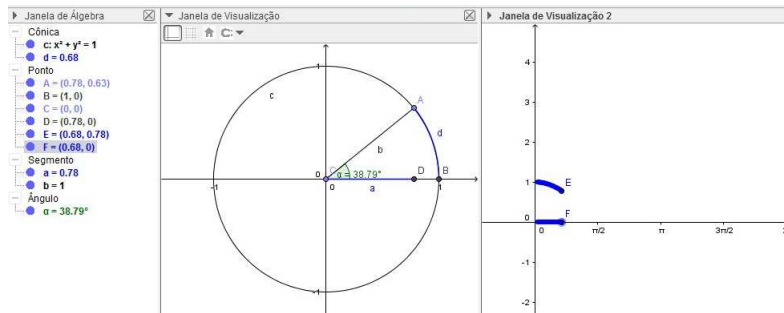 Janela de Álgebra
Cônica
c: x² + y² = 1
d = 0.68
Ponto
A = (0.78, 0.63)
B = (1, 0)
C = (0, 0)
D = (0.78, 0)
E = (0.68, 0.78)
F = (0.68, 0)
Segmento
a = 0.78
b = 1
Ângulo
α = 38.79°
Janela de Visualização
1
c
A
d
b
0
C
α = 38.79°
D
B
-1
0
a
1
-1
Janela de Visualização 2
4
3
2
1
E
0
F
0
π/2
π
3π/2
-1
-2